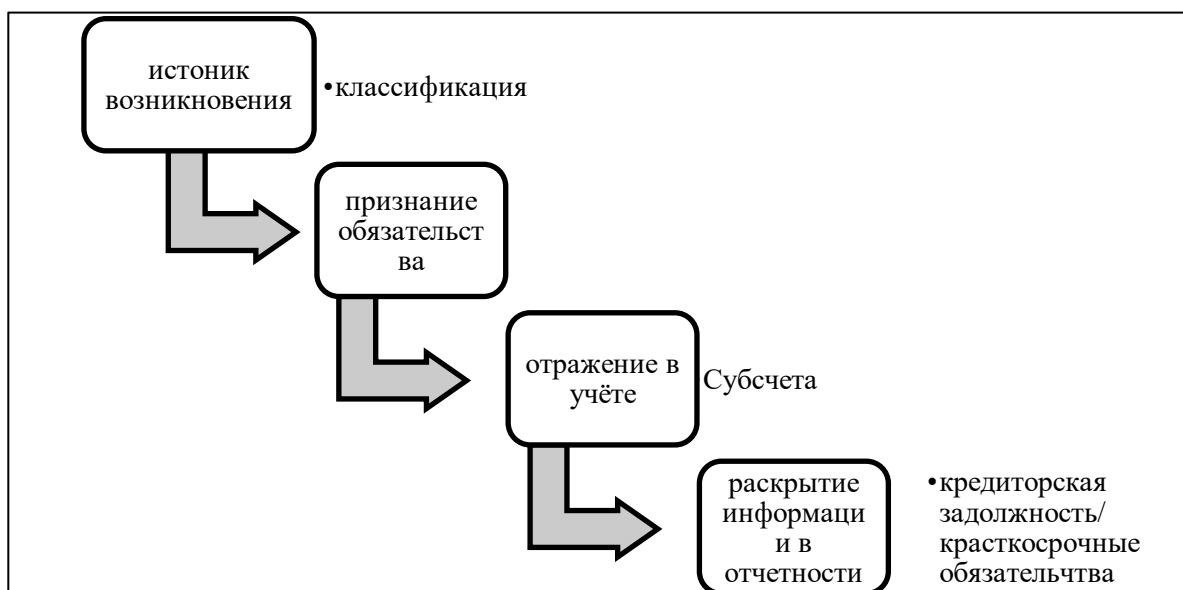 истоник
возникновения
•классификация
признание
обязательст
ва
отражение в
учёте
Субсчета
раскрытие
информаци
и в
отчетности
•кредиторская
задолжность/
красткосрочные
обязательчтва